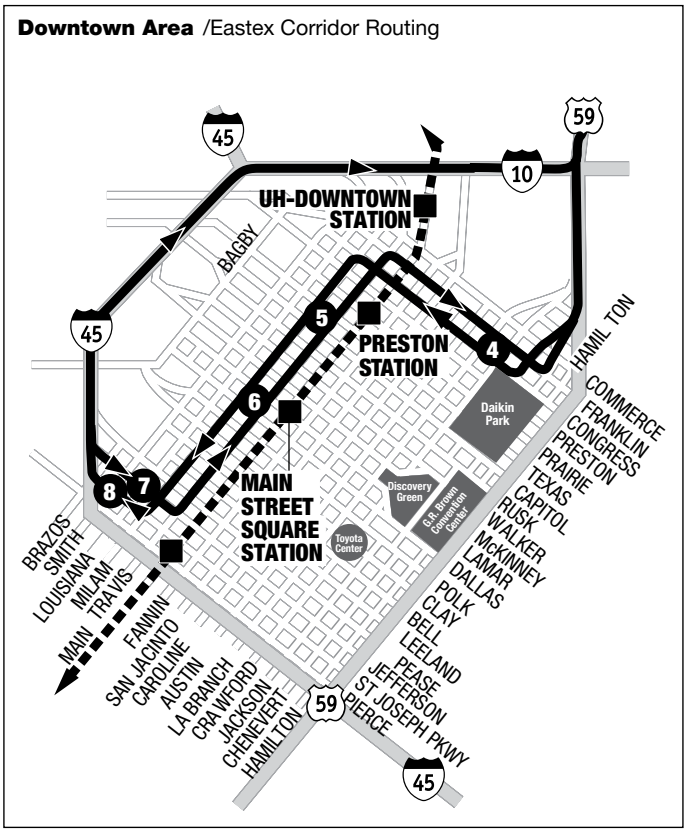 Downtown Area /Eastex Corridor Routing
59
45
10
UH-DOWNTOWN
STATION
BAGBY
5
45
PRESTON
STATION
4
HAMILTON
6
Daikin
Park
COMMERCE
FRANKLIN
CONGRESS
PRESTON
PRAIRIE
TEXAS
CAPITOL
RUSK
WALKER
McKINNEY
LAMAR
DALLAS
POLK
CLAY
BELL
LEELAND
PEASE
JEFFERSON
ST JOSEPH PKWY
PIERCE
Discovery
Green
G.R. Brown
Convention
Center
Toyota
Center
MAIN
STREET
SQUARE
STATION
7
8
BRAZOS
SMITH
LOUISIANA
MILAM
TRAVIS
MAIN
FANNIN
SAN JACINTO
CAROLINE
AUSTIN
LA BRANCH
CRAWFORD
JACKSON
CHENEVERT
HAMILTON
59
45